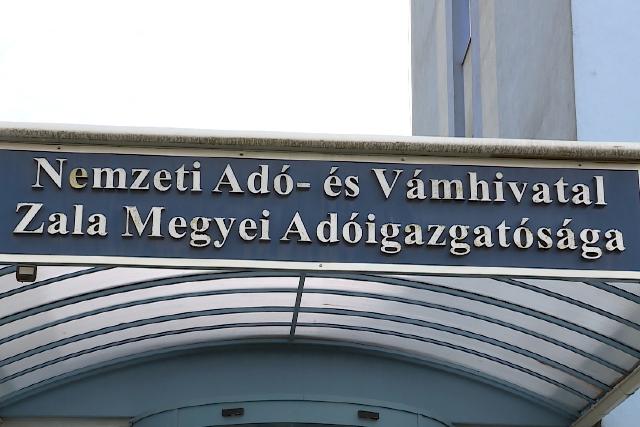 Nemzeti Adó- és Vámhivatal
Zala Megyei Adóigazgatósága